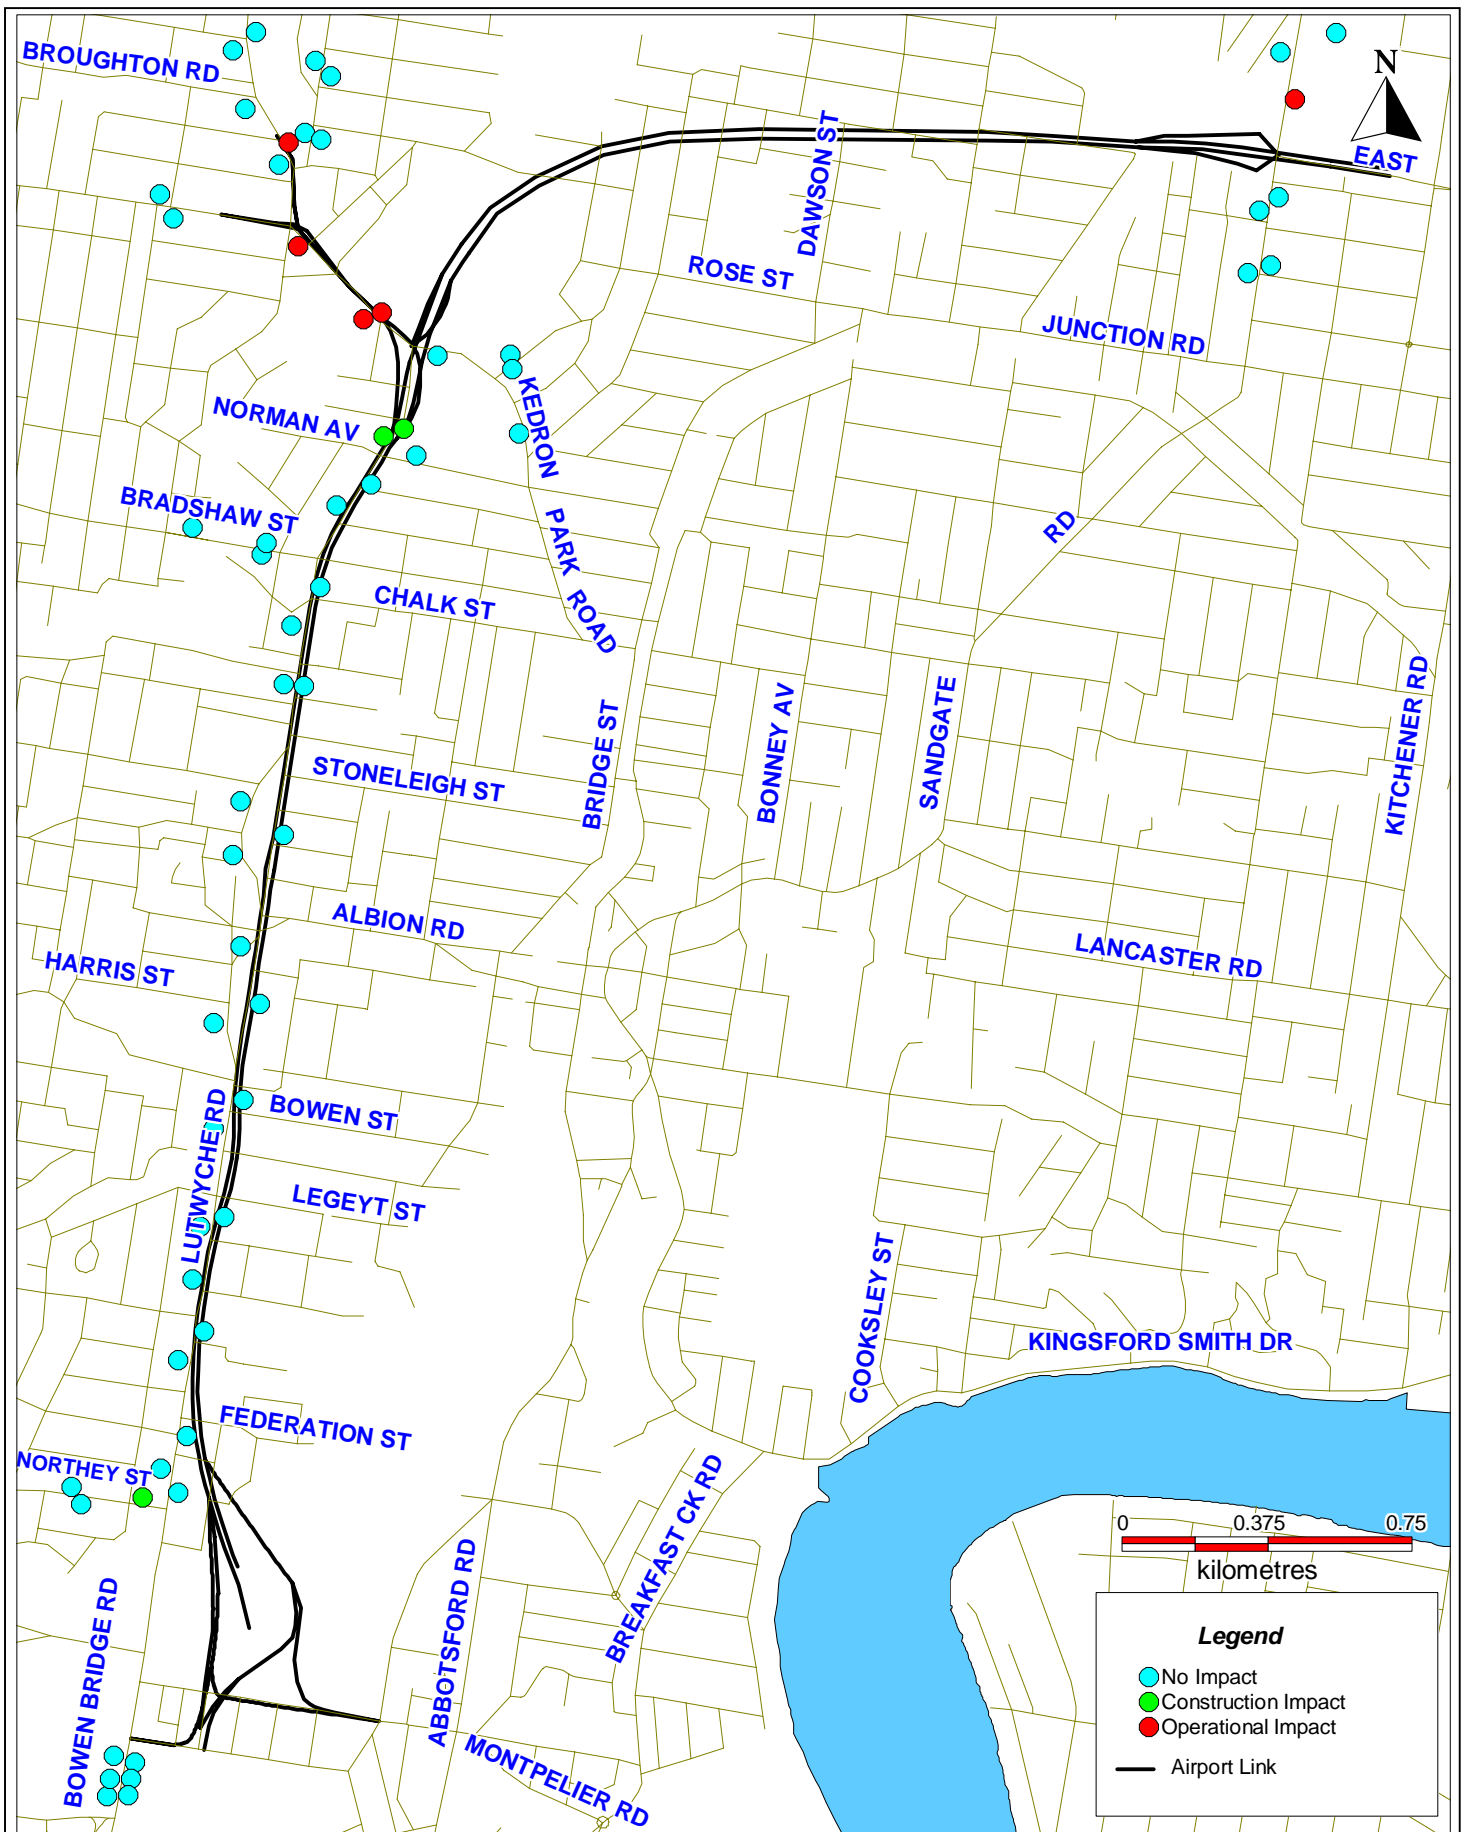 BROUGHTON RD
N
EAST
DAWSON ST
ROSE ST
JUNCTION RD
NORMAN AV
KEDRON PARK ROAD
BRADSHAW ST
RD
CHALK ST
BRIDGE ST
BONNEY AV
SANDGATE
KITCHENER RD
STONELEIGH ST
ALBION RD
LANCASTER RD
HARRIS ST
LUTWYCHE RD
BOWEN ST
LEGEYT ST
COOKSLEY ST
KINGSFORD SMITH DR
FEDERATION ST
NORTHEY ST
BREAKFAST CK RD
ABBOTSFORD RD
BOWEN BRIDGE RD
MONTPELIER RD
0 0.375 0.75
kilometres
Legend
No Impact
Construction Impact
Operational Impact
Airport Link